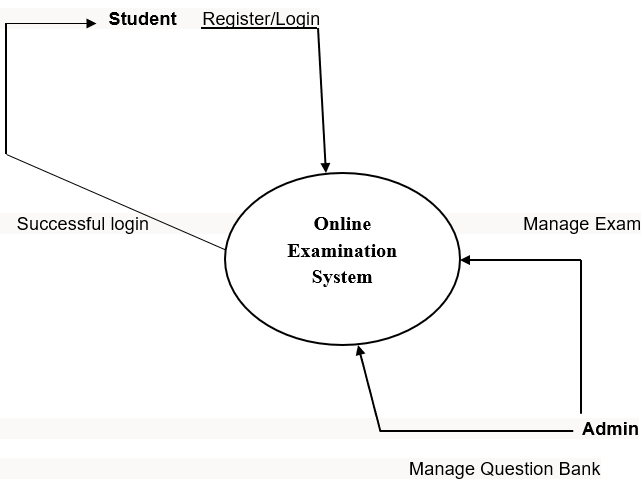 Student Register/Login
Successful login
Online
Examination
System
Manage Exam
Admin
Manage Question Bank